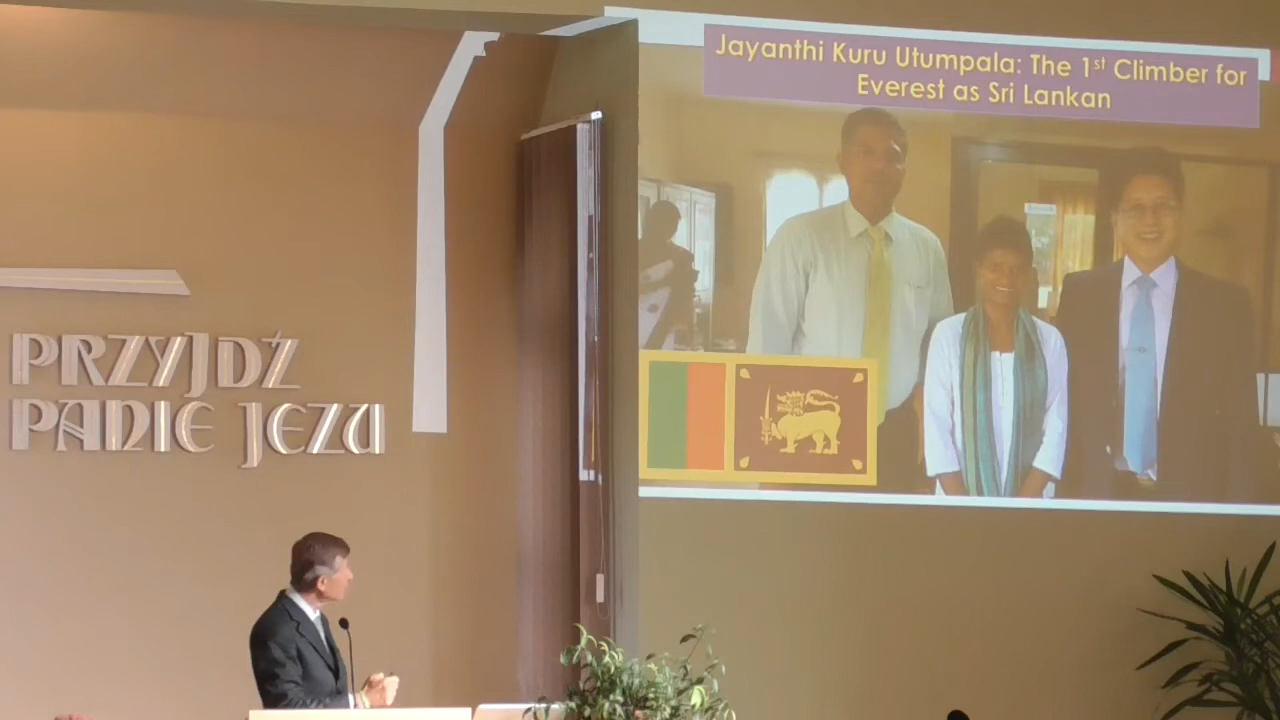 Jayanthi Kuru Utumpala: The 1st Climber for
Everest as Sri Lankan
PRZYJDŹ
PANIE JEZU